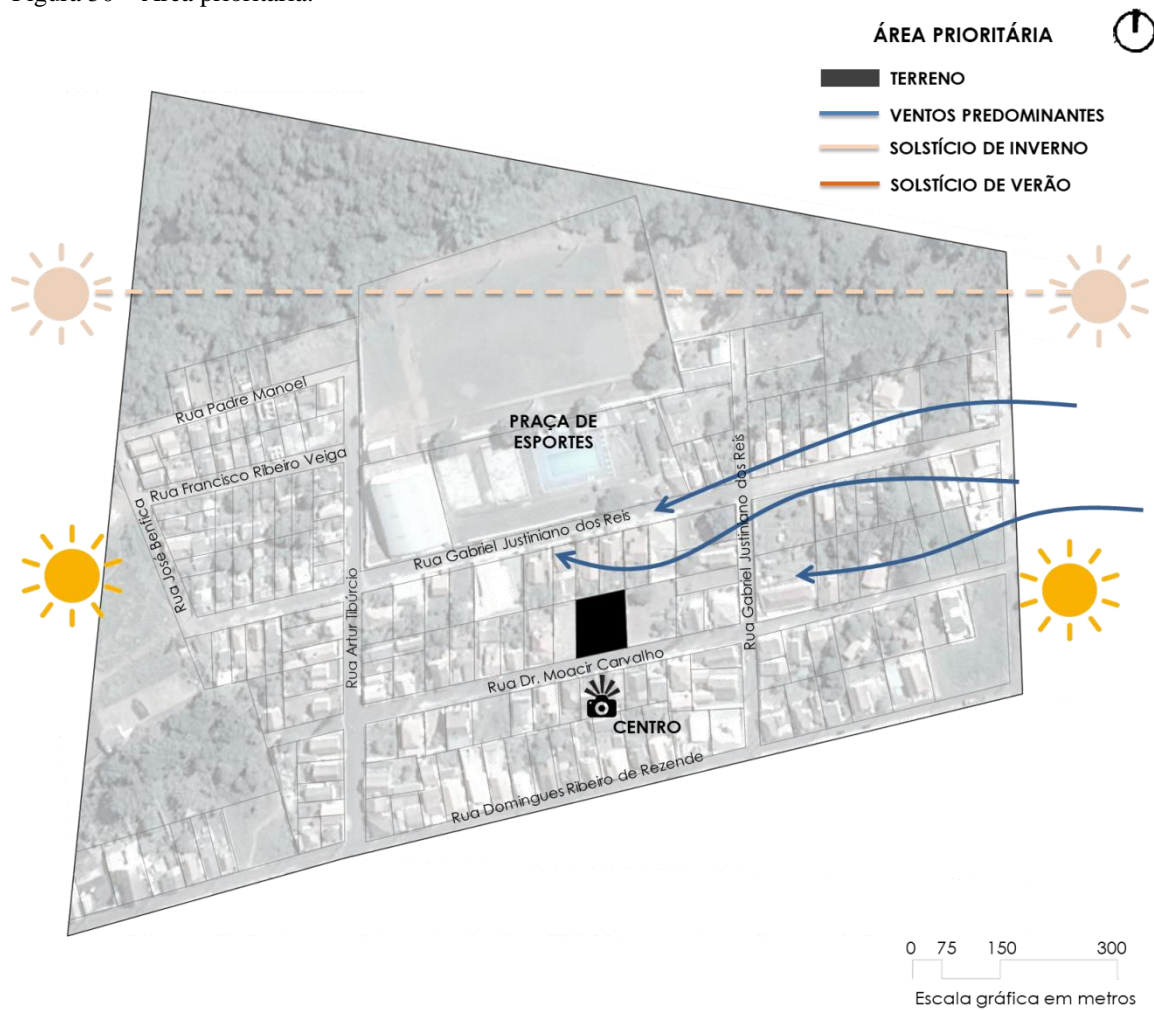 Figura 30 – Área prioritária.
ÁREA PRIORITÁRIA
TERRENO
VENTOS PREDOMINANTES
SOLSTÍCIO DE INVERNO
SOLSTÍCIO DE VERÃO
Rua Padre Manoel
PRAÇA DE
ESPORTES
Rua Francisco Ribeiro Veiga
Rua José Benfica
Rua Gabriel Justiniano dos Reis
Rua Gabriel Justiniano dos Reis
Rua Artur Tibúrcio
Rua Dr. Moacir Carvalho
CENTRO
Rua Domingues Ribeiro de Rezende
0 75 150 300
Escala gráfica em metros